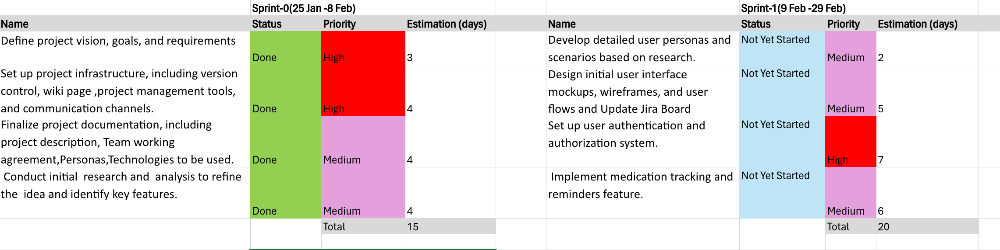 Sprint-0(25 Jan -8 Feb)
Sprint-1(9 Feb -29 Feb)
Name Status Priority Estimation (days) Name Status Priority Estimation (days)
Define project vision, goals, and requirements
Done High 3
Set up project infrastructure, including version
control, wiki page ,project management tools,
and communication channels.
Done High 4
Finalize project documentation, including
project description, Team working
agreement,Personas,Technologies to be used.
Done Medium 4
Conduct initial research and analysis to refine
the idea and identify key features.
Done Medium 4
Total 15
Develop detailed user personas and
scenarios based on research.
Not Yet Started
Medium 2
Design initial user interface
mockups, wireframes, and user
flows and Update Jira Board
Not Yet Started
Medium 5
Set up user authentication and
authorization system.
Not Yet Started
High 7
Implement medication tracking and
reminders feature.
Not Yet Started
Medium 6
Total 20